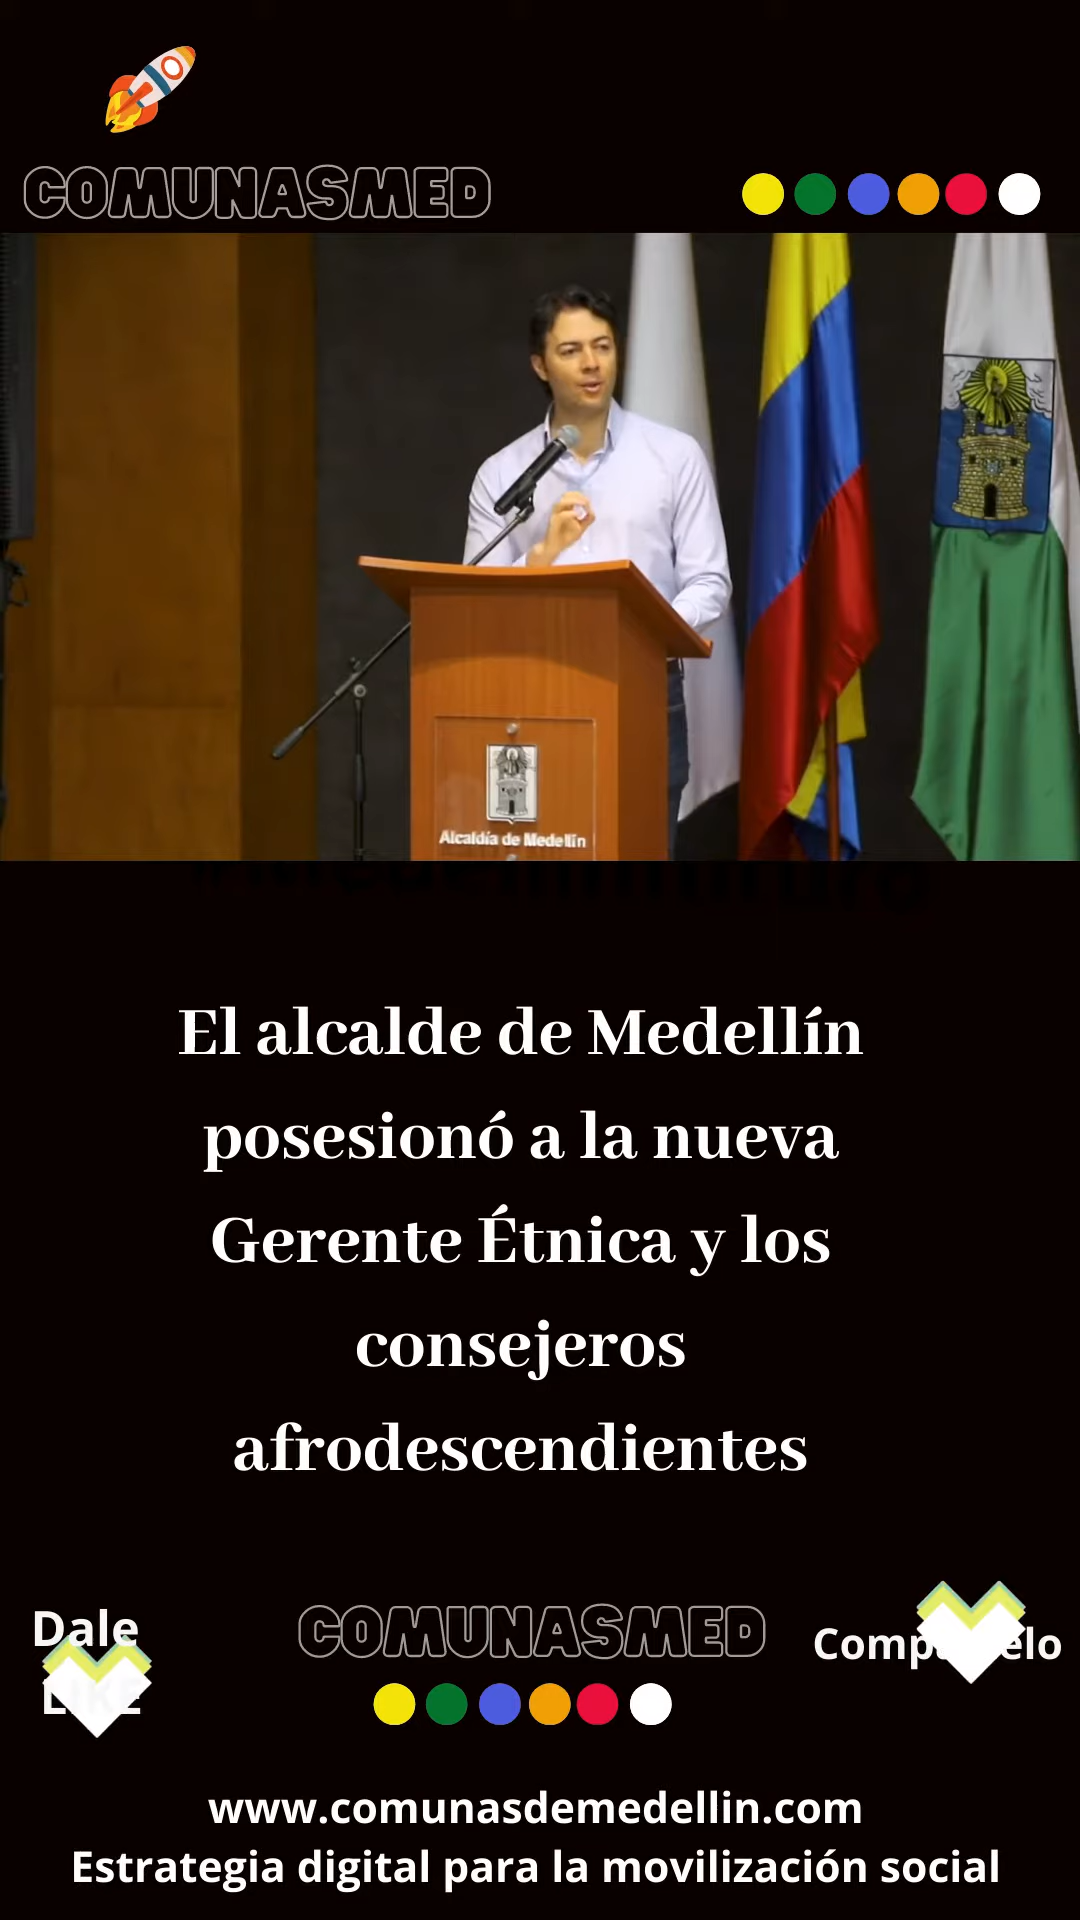 COMUNASMED
Alcaldía de Medellín
El alcalde de Medellín
posesionó a la nueva
Gerente Étnica y los
consejeros
afrodescendientes
Dale
LIKE
COMUNASMED
www.comunasdemedellin.com
Estrategia digital para la movilización social